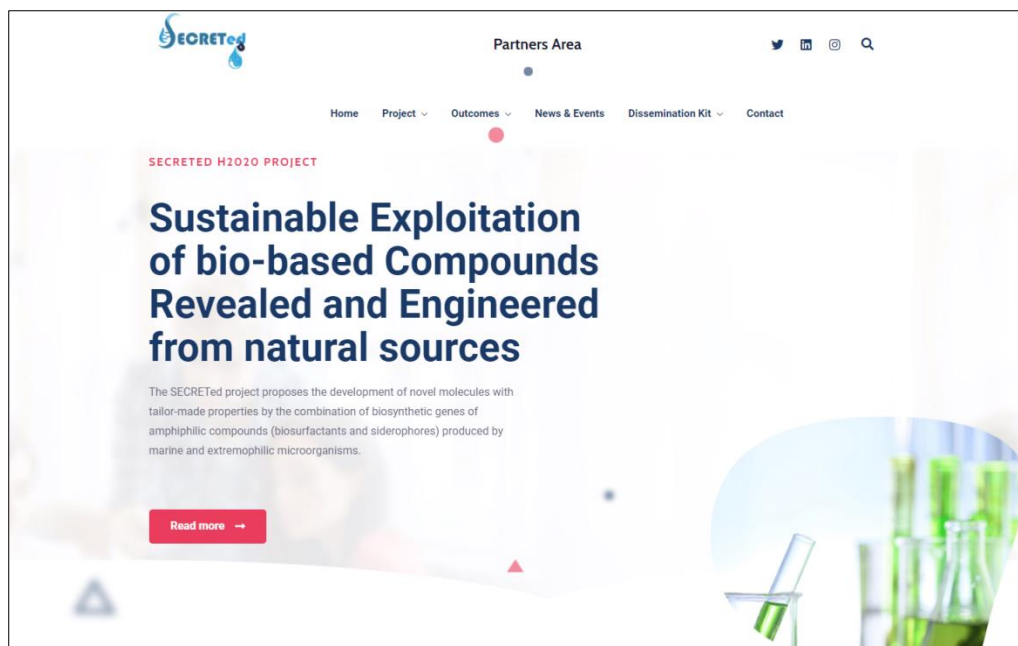 SECRETed
Partners Area
Home Project Outcomes News & Events Dissemination Kit Contact
SECRETED H2020 PROJECT
Sustainable Exploitation
of bio-based Compounds
Revealed and Engineered
from natural sources
The SECRETed project proposes the development of novel molecules with
tailor-made properties by the combination of biosynthetic genes of
amphiphilic compounds (biosurfactants and siderophores) produced by
marine and extremophilic microorganisms.
Read more →